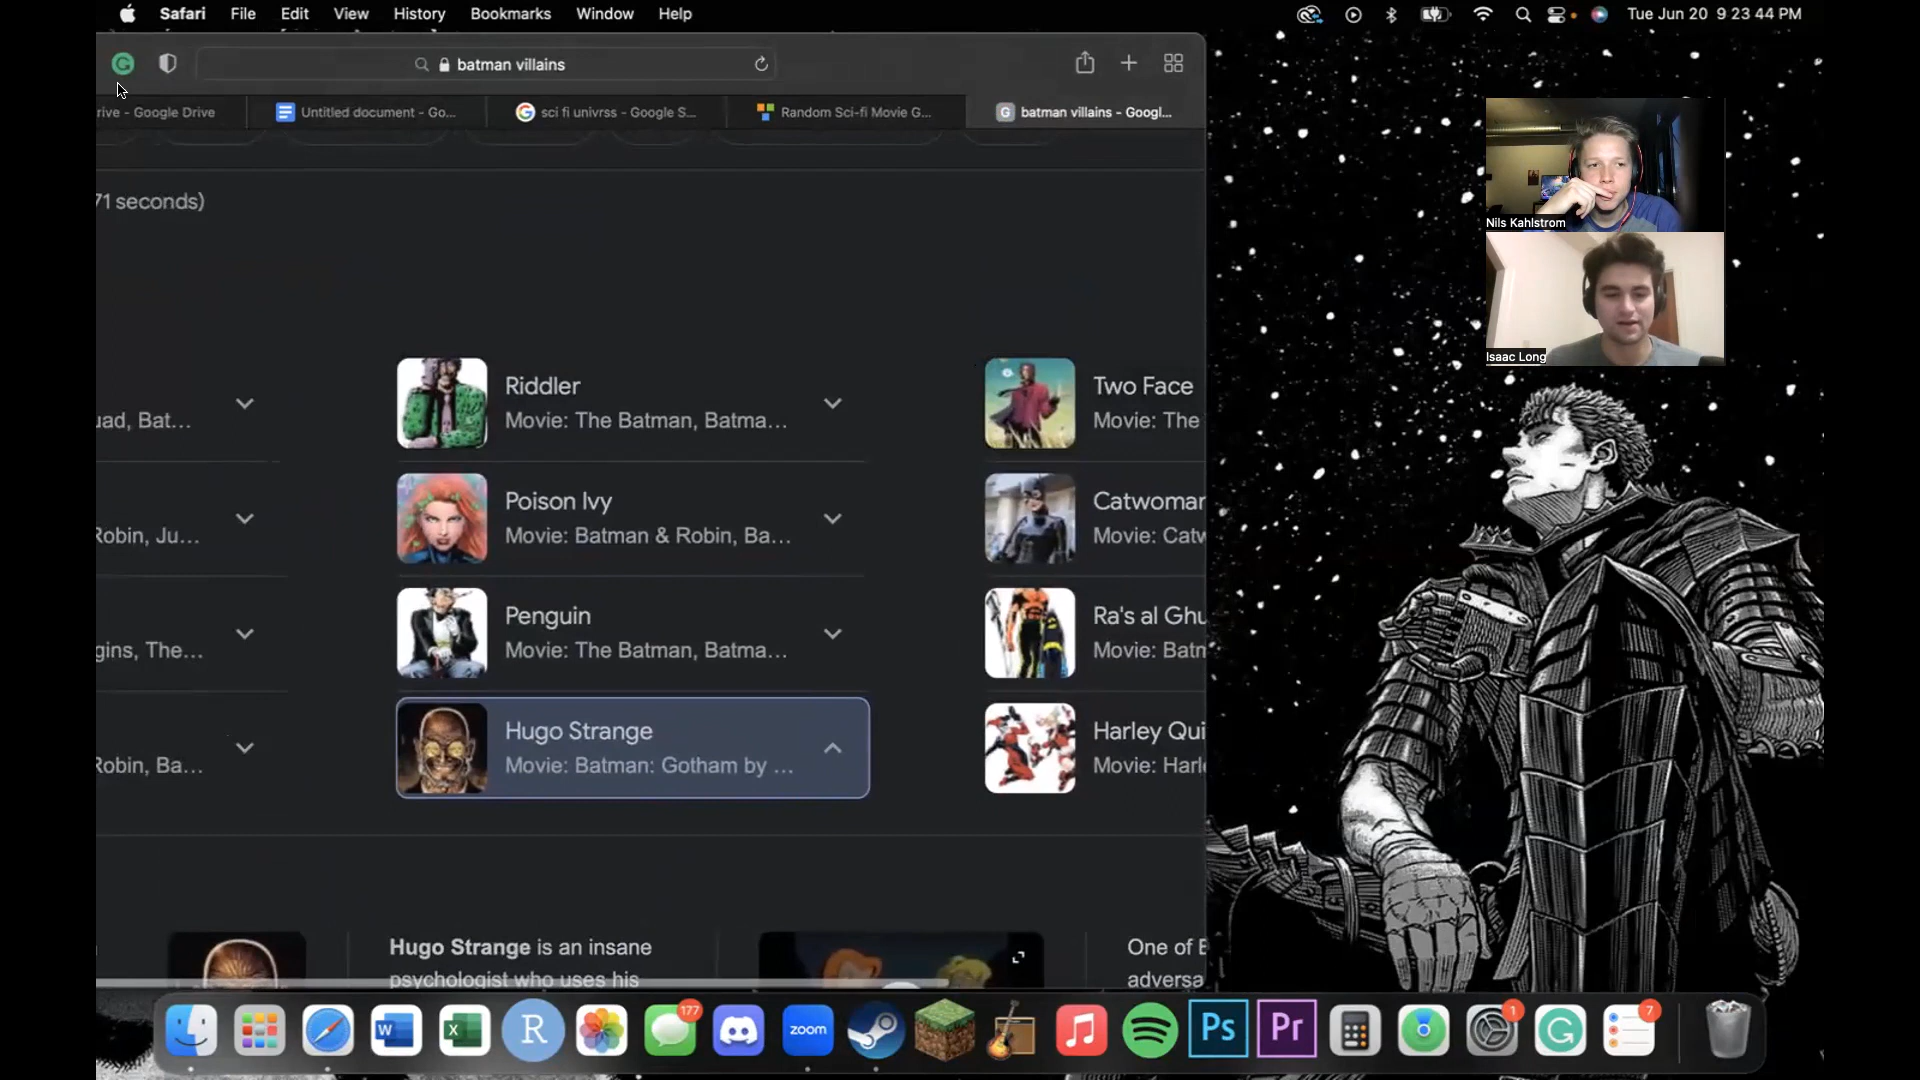 Safari File Edit View History Bookmarks Window Help
Tue Jun 20 9 23 44 PM
batman villains
rive - Google Drive
Untitled document - Go...
sci fi univrss - Google S...
Random Sci-fi Movie G...
batman villains - Googl...
71 seconds)
Nils Kahlstrom
Isaac Long
uad, Bat...
Riddler
Movie: The Batman, Batma...
Two Face
Movie: The
Robin, Ju...
Poison Ivy
Movie: Batman & Robin, Ba...
Catwoman
Movie: Catw
gins, The...
Penguin
Movie: The Batman, Batma...
Ra's al Ghu
Movie: Batm
Robin, Ba...
Hugo Strange
Movie: Batman: Gotham by ...
Harley Qui
Movie: Harl
Hugo Strange is an insane
psychologist who uses his
One of B
adversa
W
X
R
177
zoom
Ps
Pr
1
7